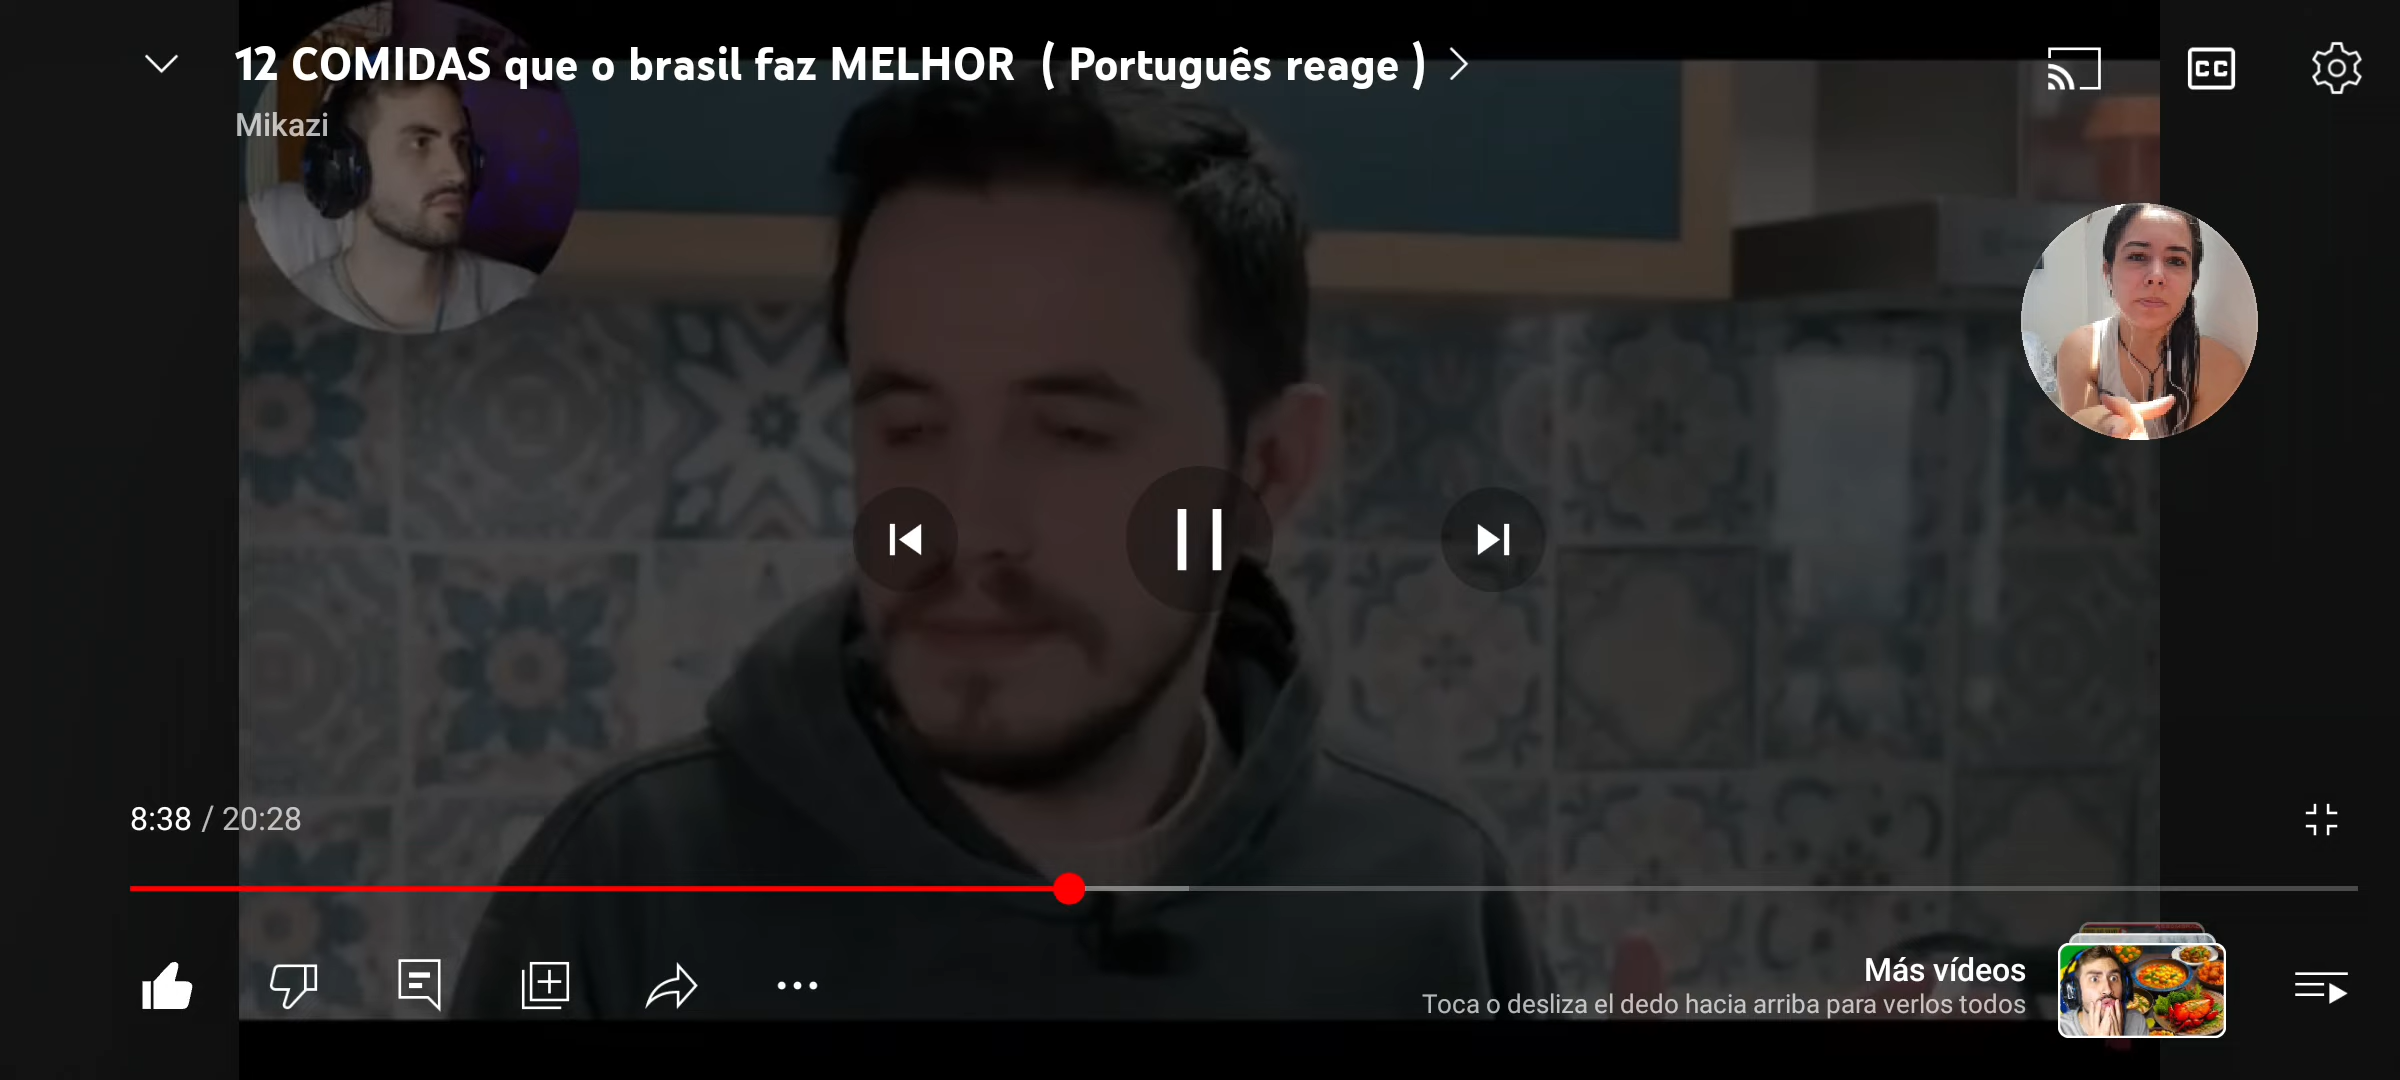 12 COMIDAS que o brasil faz MELHOR ( Português reage )
Mikazi
CC
8:38 / 20:28
Más vídeos
Toca o desliza el dedo hacia arriba para verlos todos